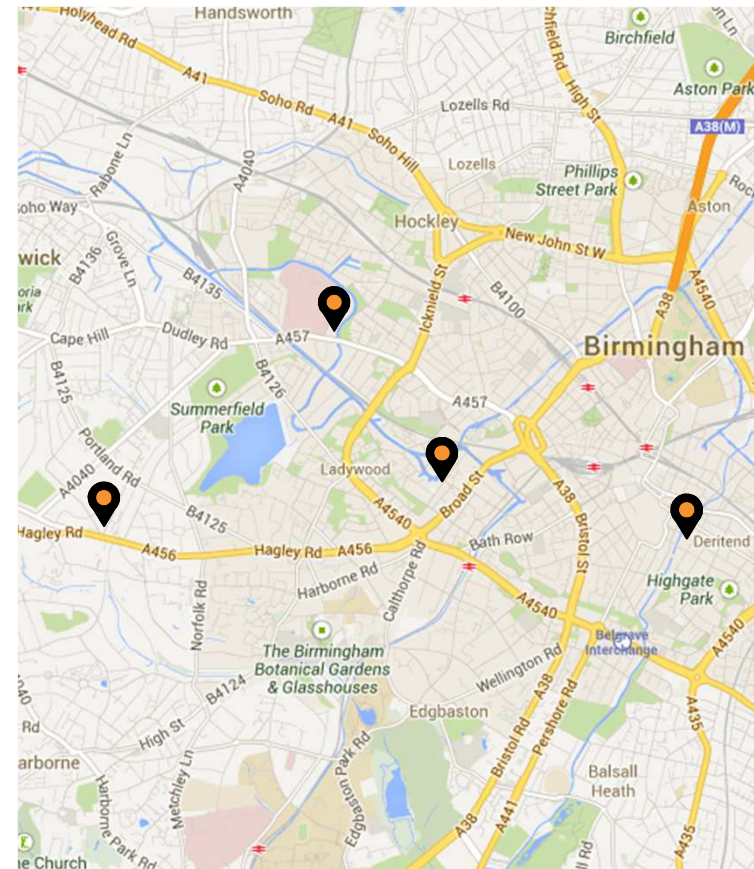 Handsworth
A41
Holyhead Rd
Birchfield
Aston Park
A41
Soho Rd
A41
Soho Hill
Lozells Rd
High St
A38(M)
Rabone Ln
A4040
Lozells
Phillips
Street Park
Aston
Hockley
New John St W
Grove Ln
B4136
B4135
B4100
A4540
A38
Icknield St
Cape Hill
Dudley Rd
A457
Birmingham
B4125
B4126
Summerfield
Park
A457
Portland Rd
A4040
Ladywood
B4125
A4540
Broad St
A38
Bristol St
Hagley Rd
A456
Hagley Rd
A456
Bath Row
Deritend
Harborne Rd
Calthorpe Rd
Highgate
Park
Norfolk Rd
A4540
A4540
The Birmingham
Botanical Gardens
& Glasshouses
Belgrave
Interchange
Wellington Rd
B4124
A38
Pershore Rd
Edgbaston
A435
High St
Rd
Metchley Ln
Edgbaston Park Rd
Bristol Rd
Balsall
Heath
Harborne Park Rd
A38
A441
A435